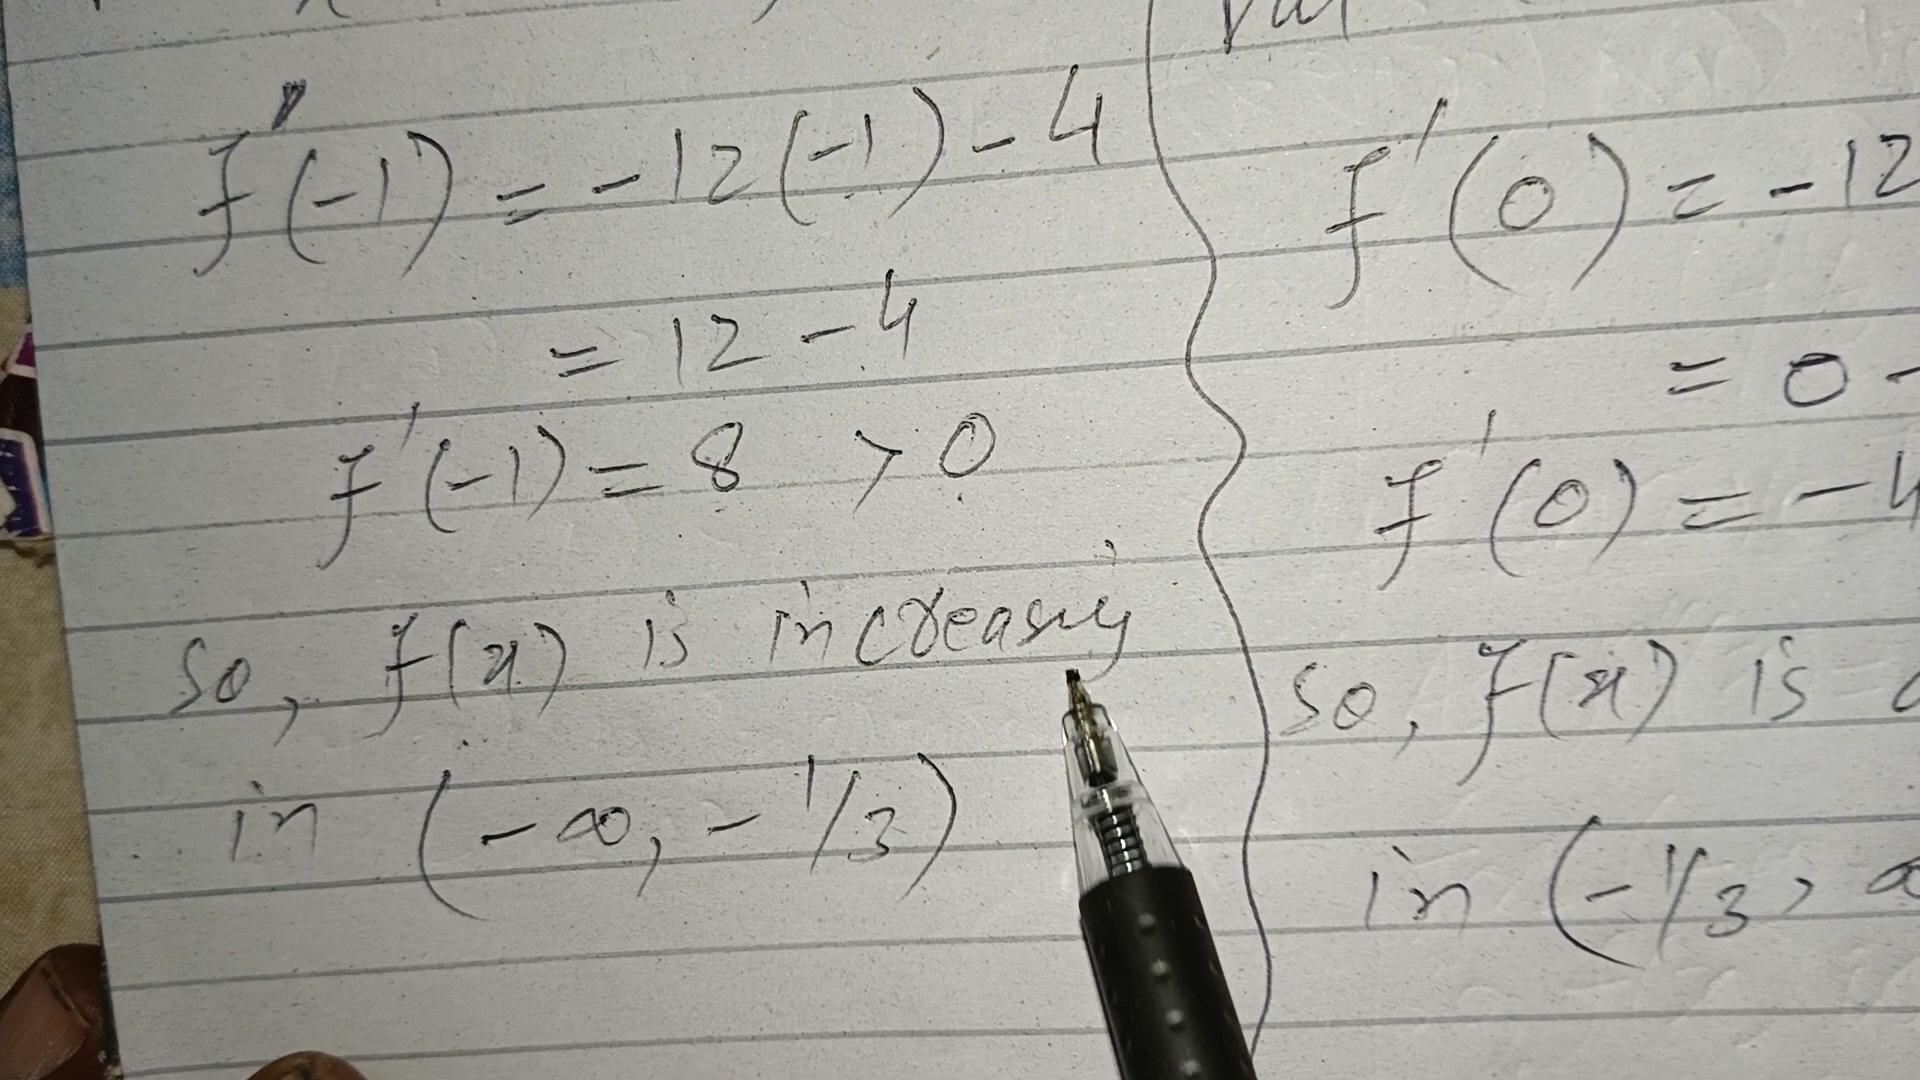 f'(-1) = -12(-1) - 4
= 12 - 4
f'(-1) = 8 > 0
So, f(x) is increasing
in (-∞, -1/3)
f'(0) = -12
= 0 -
f'(0) = -4
So, f(x) is
in (-1/3, ∞